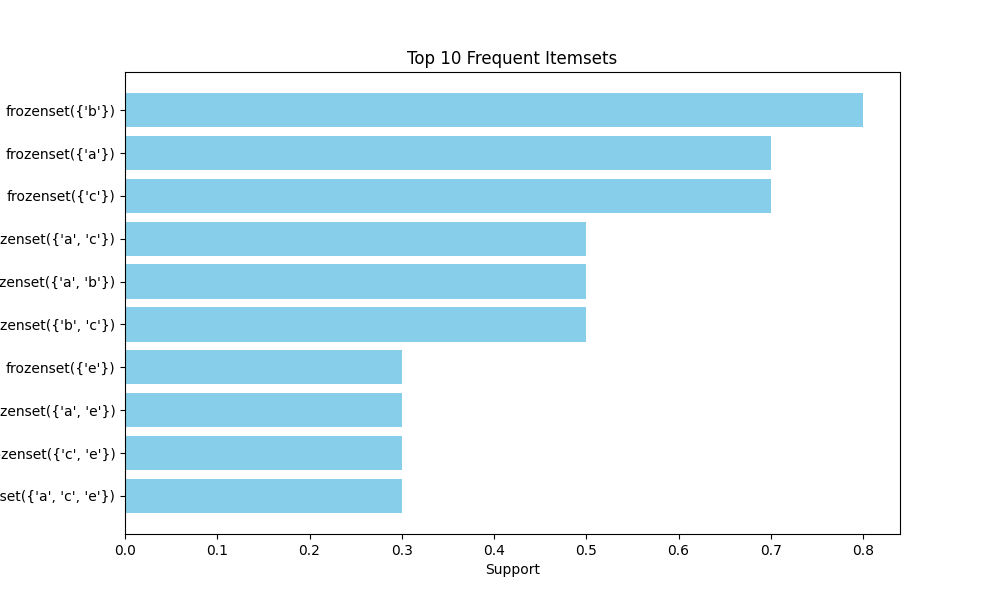 Top 10 Frequent Itemsets
frozenset({'b'})
frozenset({'a'})
frozenset({'c'})
zenset({'a', 'c'})
zenset({'a', 'b'})
zenset({'b', 'c'})
frozenset({'e'})
zenset({'a', 'e'})
zenset({'c', 'e'})
set({'a', 'c', 'e'})
0.0 0.1 0.2 0.3 0.4 0.5 0.6 0.7 0.8
Support